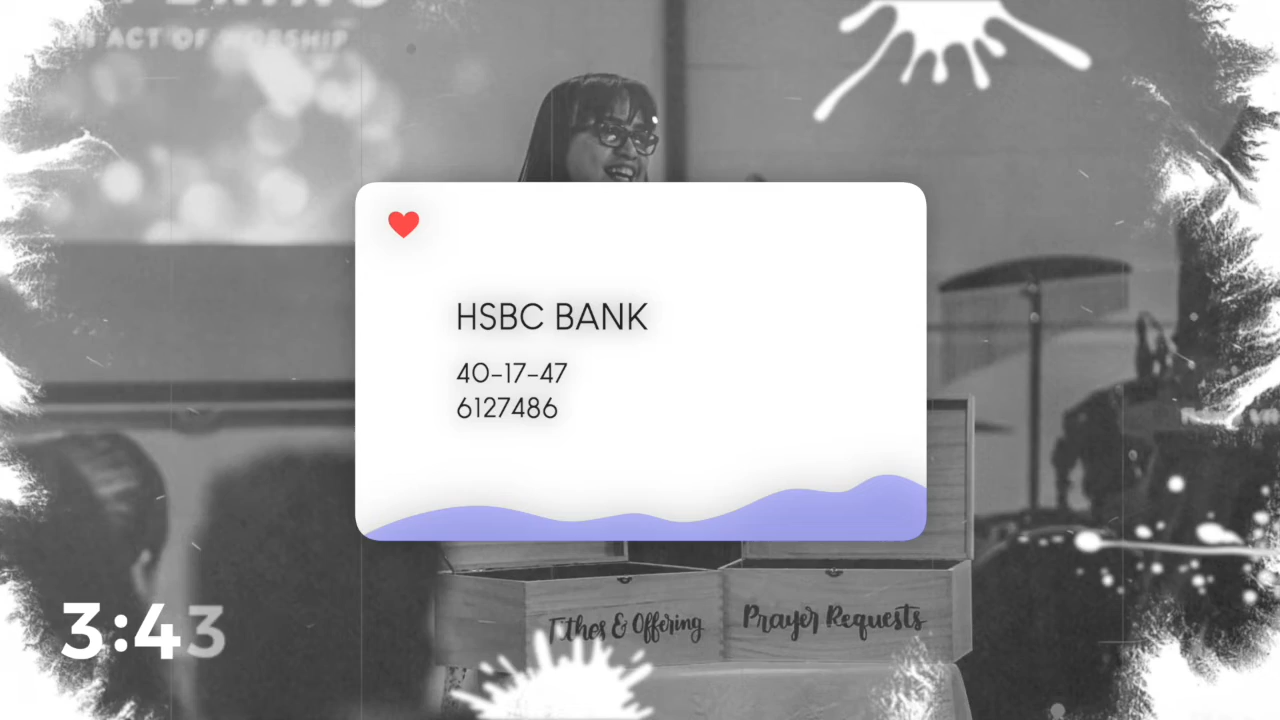 AN ACT OF WORSHIP
HSBC BANK
40-17-47
6127486
Tithes & Offering
Prayer Requests
3:43